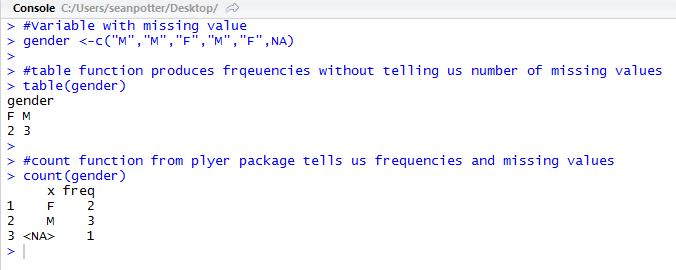 Console C:/Users/seanpotter/Desktop/
> #Variable with missing value
> gender <-c("M","M","F","M","F",NA)
>
> #table function produces frqeuencies without telling us number of missing values
> table(gender)
gender
F M
2 3
>
> #count function from plyer package tells us frequencies and missing values
> count(gender)
x freq
1 F 2
2 M 3
3 <NA> 1
>